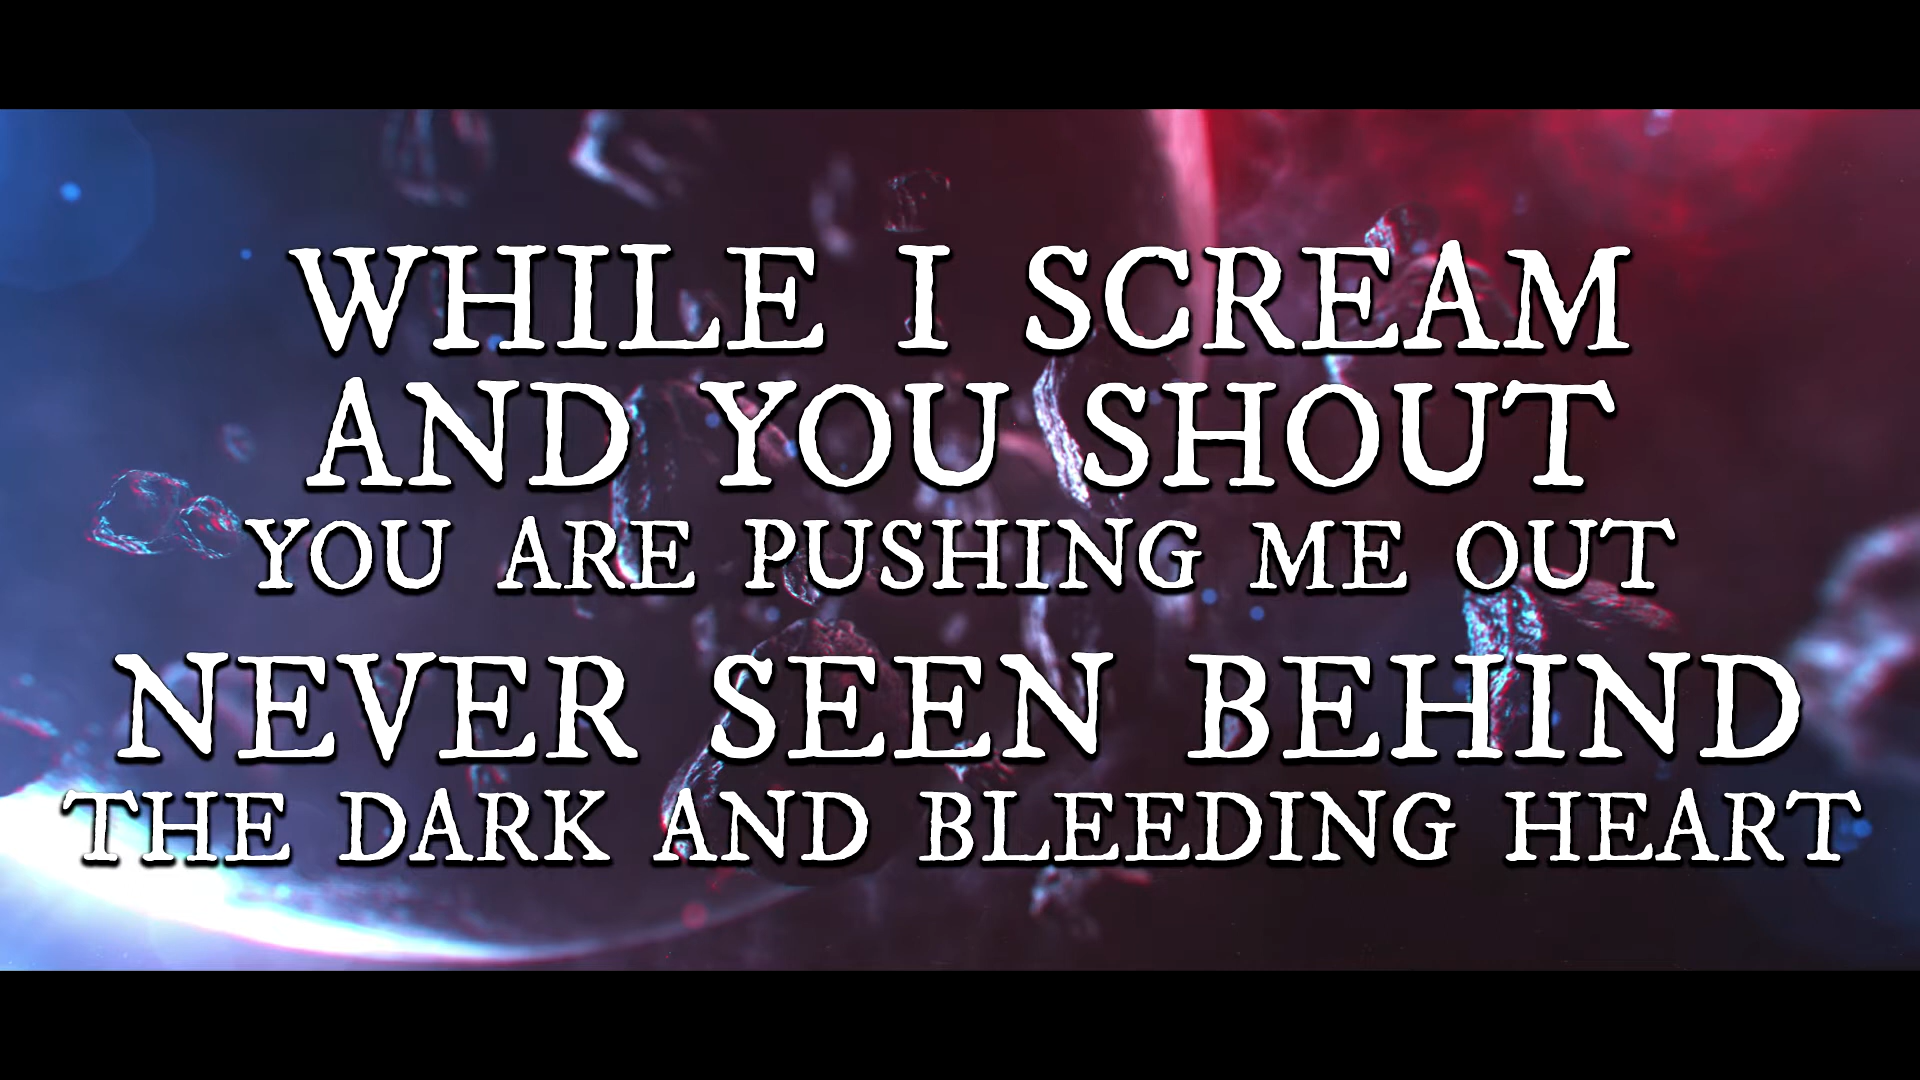 WHILE I SCREAM
AND YOU SHOUT
YOU ARE PUSHING ME OUT
NEVER SEEN BEHIND
THE DARK AND BLEEDING HEART